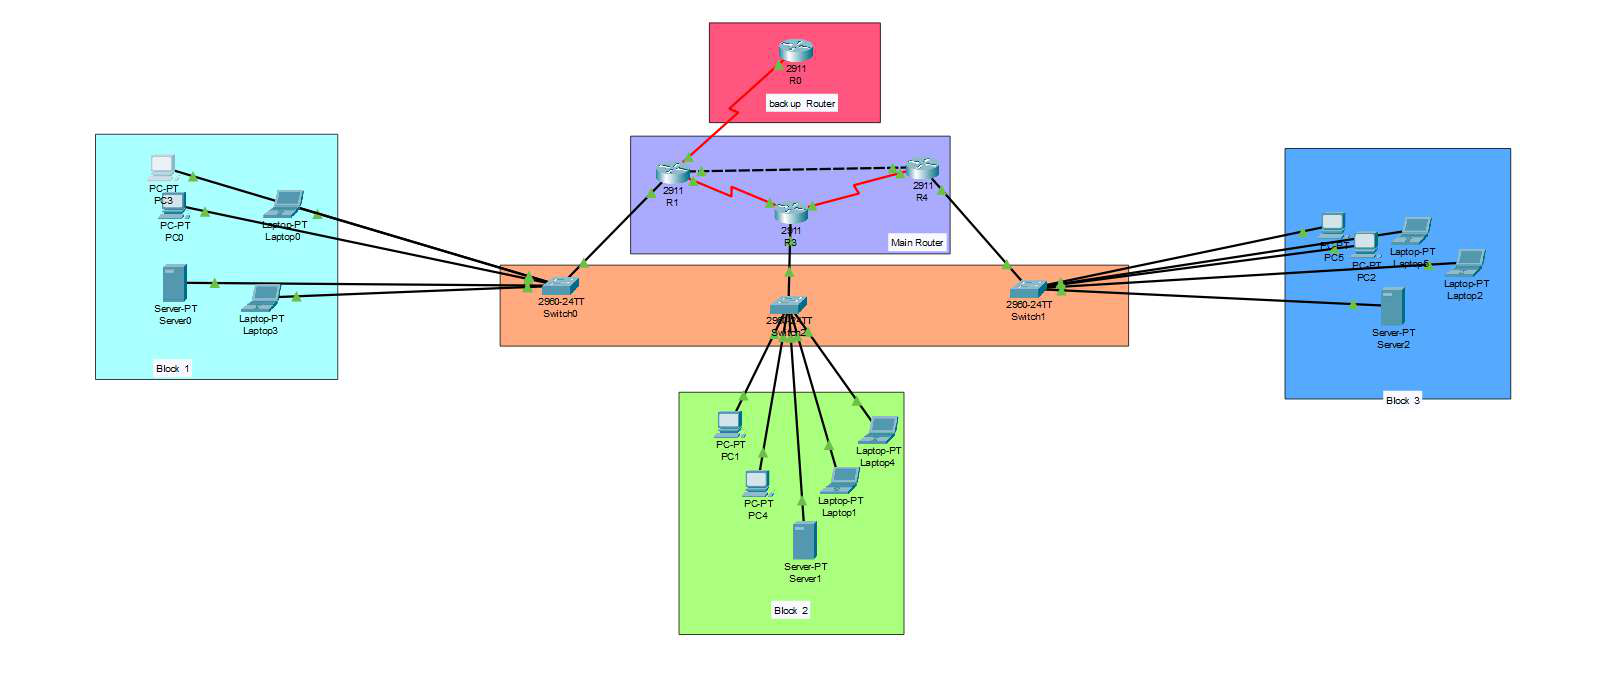 2911
R0
backup Router
2911
R1
2911
R4
2911
R3
Main Router
PC-PT
PC3
PC-PT
PC0
Laptop-PT
Laptop0
Server-PT
Server0
Laptop-PT
Laptop3
Block 1
2960-24TT
Switch0
2960-24TT
Switch2
2960-24TT
Switch1
PC-PT
PC5
PC-PT
PC2
Laptop-PT
Laptop5
Laptop-PT
Laptop2
Server-PT
Server2
Block 3
PC-PT
PC1
PC-PT
PC4
Laptop-PT
Laptop4
Laptop-PT
Laptop1
Server-PT
Server1
Block 2